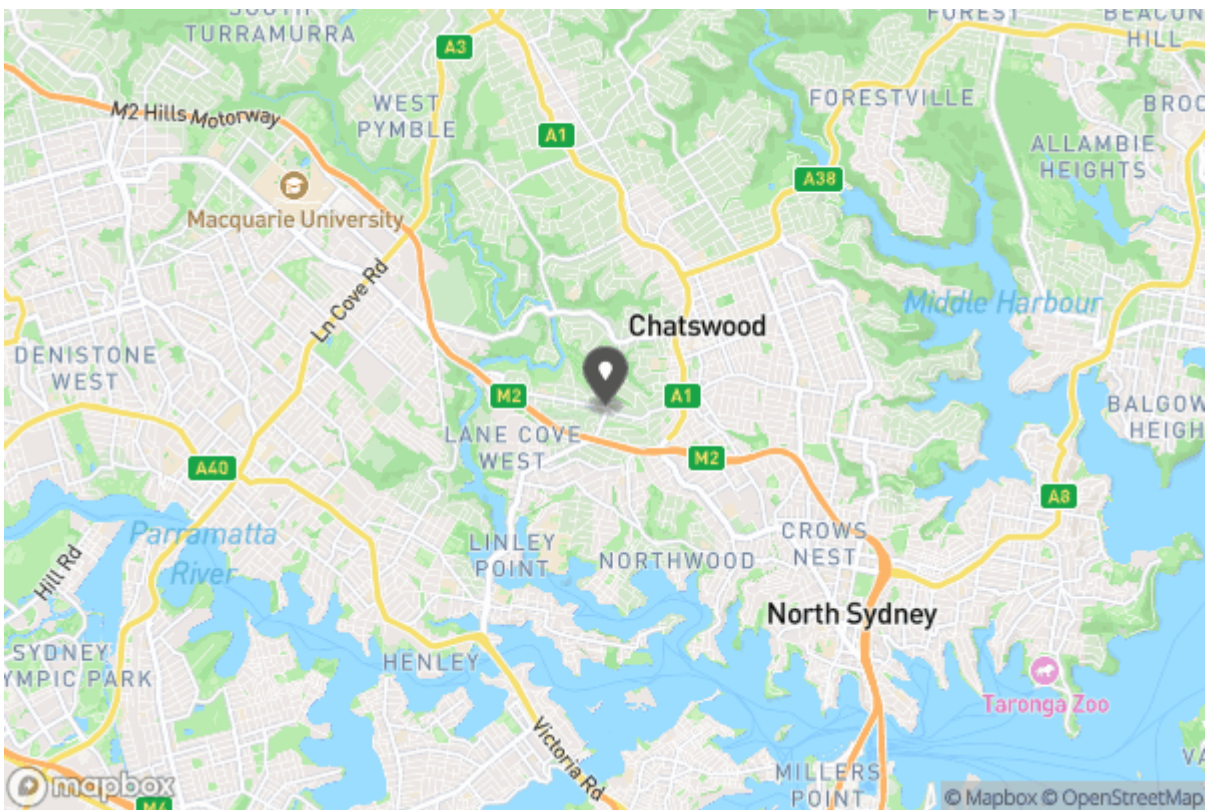 SOUTH
TURRAMURRA
FOREST
BEACON
HILL
A3
M2 Hills Motorway
WEST
PYMBLE
A1
FORESTVILLE
BROO
ALLAMBIE
HEIGHTS
A38
Macquarie University
Ln Cove Rd
Middle Harbour
Chatswood
DENISTONE
WEST
M2
A1
BALGOW
HEIGH
LANE COVE
WEST
M2
A40
A8
Parramatta
River
Hill Rd
LINLEY
POINT
NORTHWOOD
CROWS
NEST
North Sydney
SYDNEY
YMPIC PARK
HENLEY
Taronga Zoo
Victoria Rd
VA
MILLERS
POINT
mapbox
M4
© Mapbox © OpenStreetMap